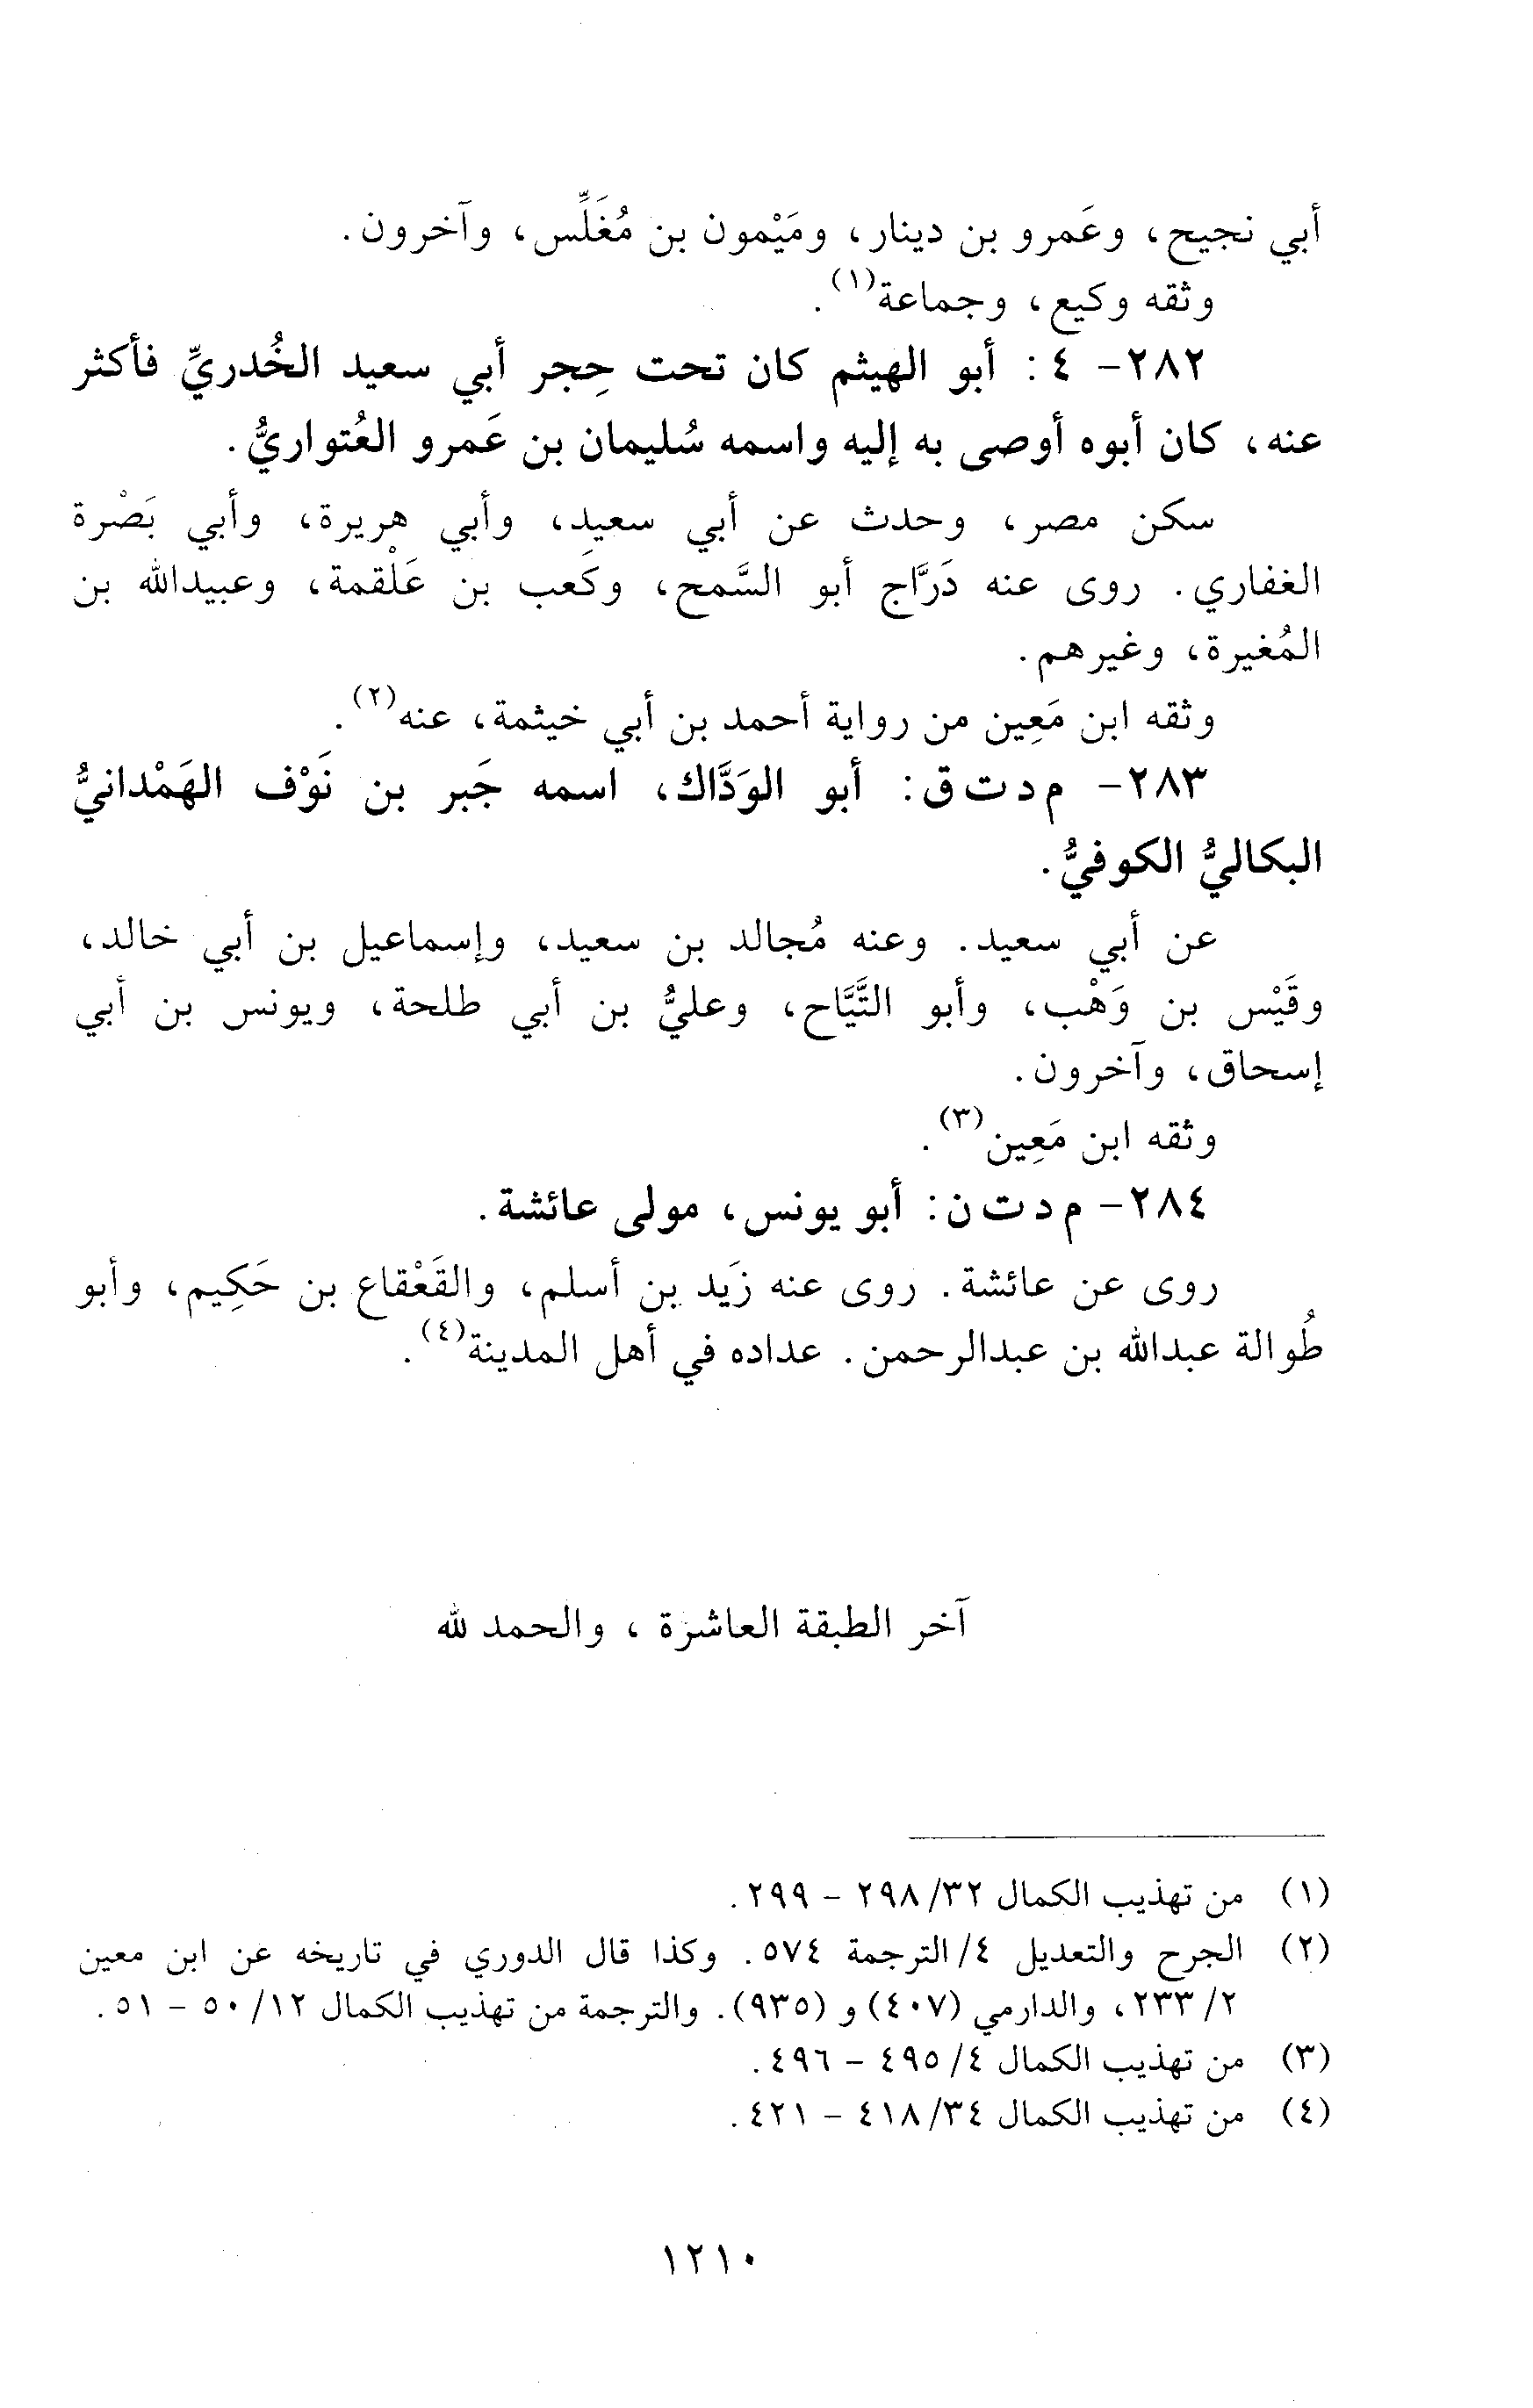 أبي نجيح، وعَمرو بن دينار، ومَيْمون بن مُغَلِّس، وآخرون.
وثقه وكيع، وجماعة(١).
٢٨٢- ٤: أبو الهيثم كان تحت حِجر أبي سعيد الخُدريِّ فأكثر
عنه، كان أبوه أوصى به إليه واسمه سُليمان بن عَمرو العُتواريُّ.
سكن مصر، وحدث عن أبي سعيد، وأبي هريرة، وأبي بَصْرة
الغفاري. روى عنه دَرَّاج أبو السَّمح، وكَعب بن عَلْقمة، وعبيدالله بن
المُغيرة، وغيرهم.
وثقه ابن مَعِين من رواية أحمد بن أبي خيثمة، عنه(٢).
٢٨٣- م د ت ق: أبو الوَدَّاك، اسمه جَبر بن نَوْف الهَمْدانيُّ
البكاليُّ الكوفيُّ.
عن أبي سعيد. وعنه مُجالد بن سعيد، وإسماعيل بن أبي خالد،
وقَيْس بن وَهْب، وأبو التَّيَّاح، وعليُّ بن أبي طلحة، ويونس بن أبي
إسحاق، وآخرون.
وثقه ابن مَعِين(٣).
٢٨٤- م د ت ن: أبو يونس، مولى عائشة.
روى عن عائشة. روى عنه زَيد بن أسلم، والقَعْقاع بن حَكِيم، وأبو
طُوالة عبدالله بن عبدالرحمن. عداده في أهل المدينة(٤).
آخر الطبقة العاشرة ، والحمد لله
(١) من تهذيب الكمال ٣٢/ ٢٩٨ - ٢٩٩.
(٢) الجرح والتعديل ٤/ الترجمة ٥٧٤. وكذا قال الدوري في تاريخه عن ابن معين
٢/ ٢٣٣، والدارمي (٤٠٧) و (٩٣٥). والترجمة من تهذيب الكمال ١٢/ ٥٠ - ٥١.
(٣) من تهذيب الكمال ٤/ ٤٩٥ - ٤٩٦.
(٤) من تهذيب الكمال ٣٤/ ٤١٨ - ٤٢١.
١٢١٠